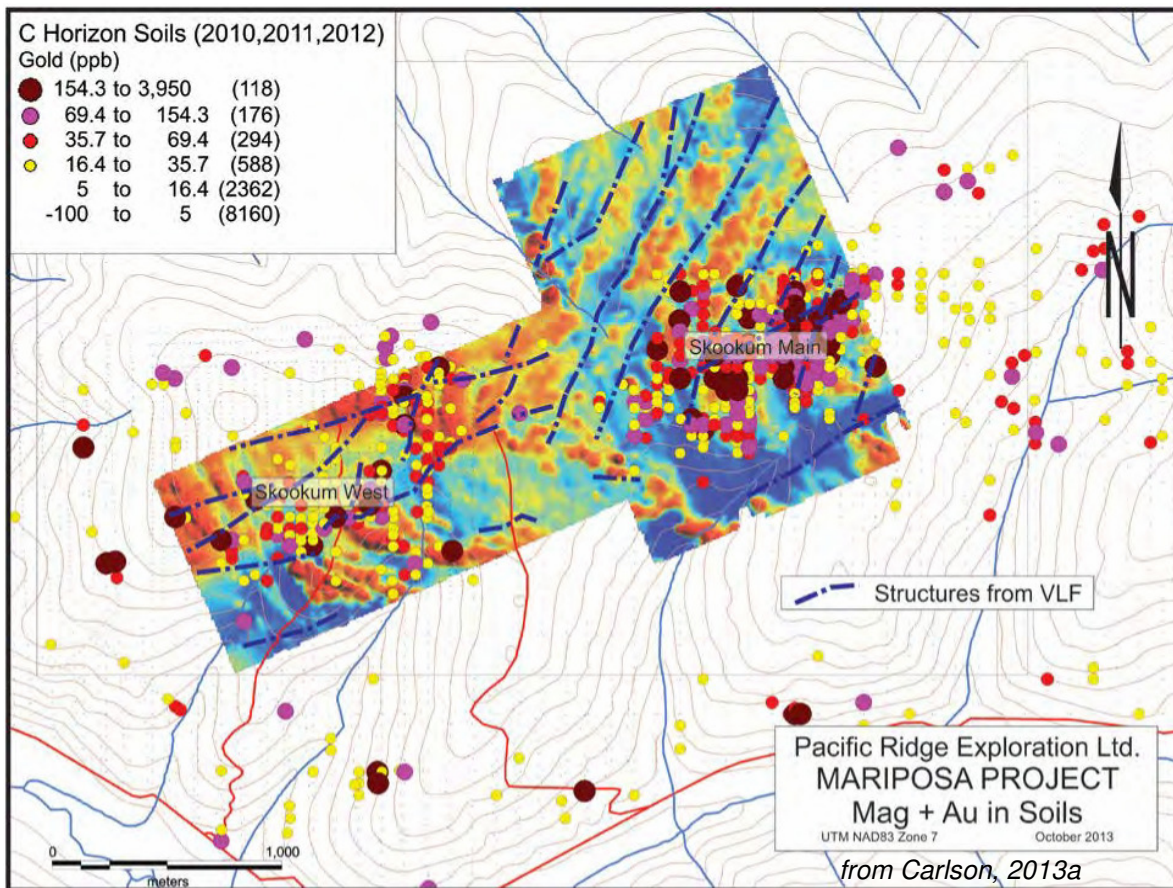 C Horizon Soils (2010,2011,2012)
Gold (ppb)
154.3 to 3,950 (118)
69.4 to 154.3 (176)
35.7 to 69.4 (294)
16.4 to 35.7 (588)
5 to 16.4 (2362)
-100 to 5 (8160)
N
Skookum Main
Skookum West
Structures from VLF
Pacific Ridge Exploration Ltd.
MARIPOSA PROJECT
Mag + Au in Soils
UTM NAD83 Zone 7 October 2013
from Carlson, 2013a
0 1,000
meters